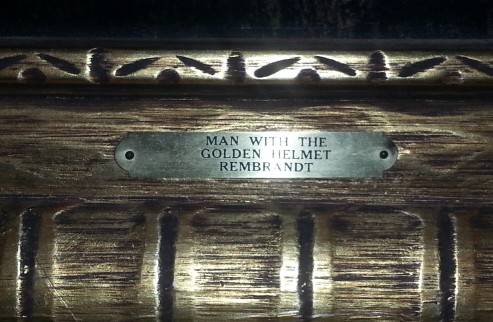 MAN WITH THE
GOLDEN HELMET
REMBRANDT